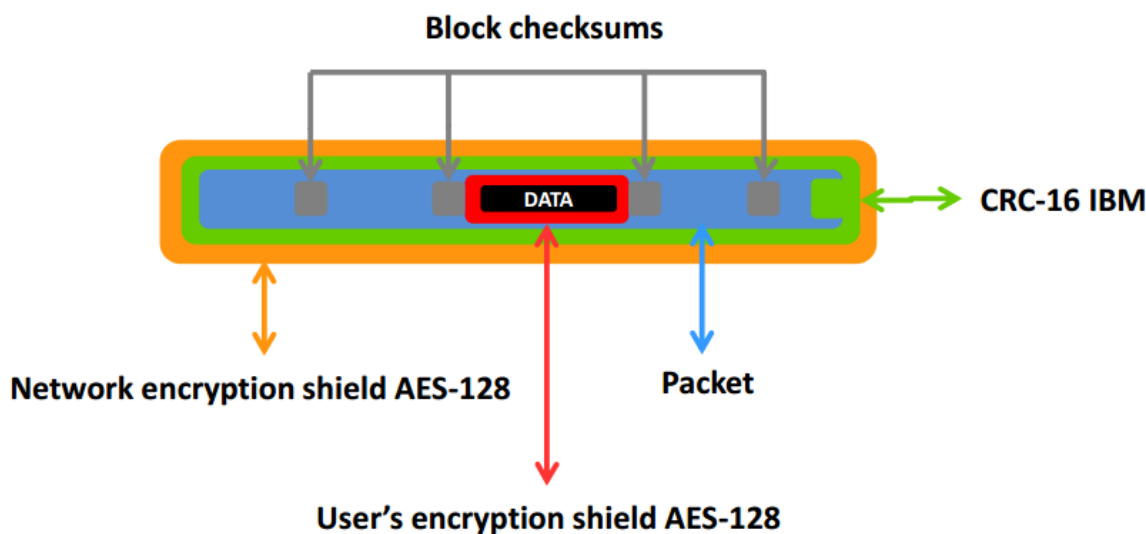 Block checksums
DATA
CRC-16 IBM
Network encryption shield AES-128
Packet
User's encryption shield AES-128